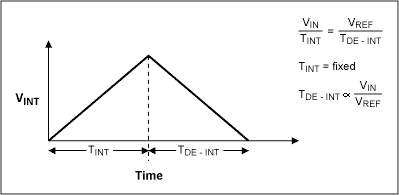 V_IN / T_INT = V_REF / T_DE - INT
T_INT = fixed
T_DE - INT ∝ V_IN / V_REF
V_INT
T_INT T_DE - INT
Time